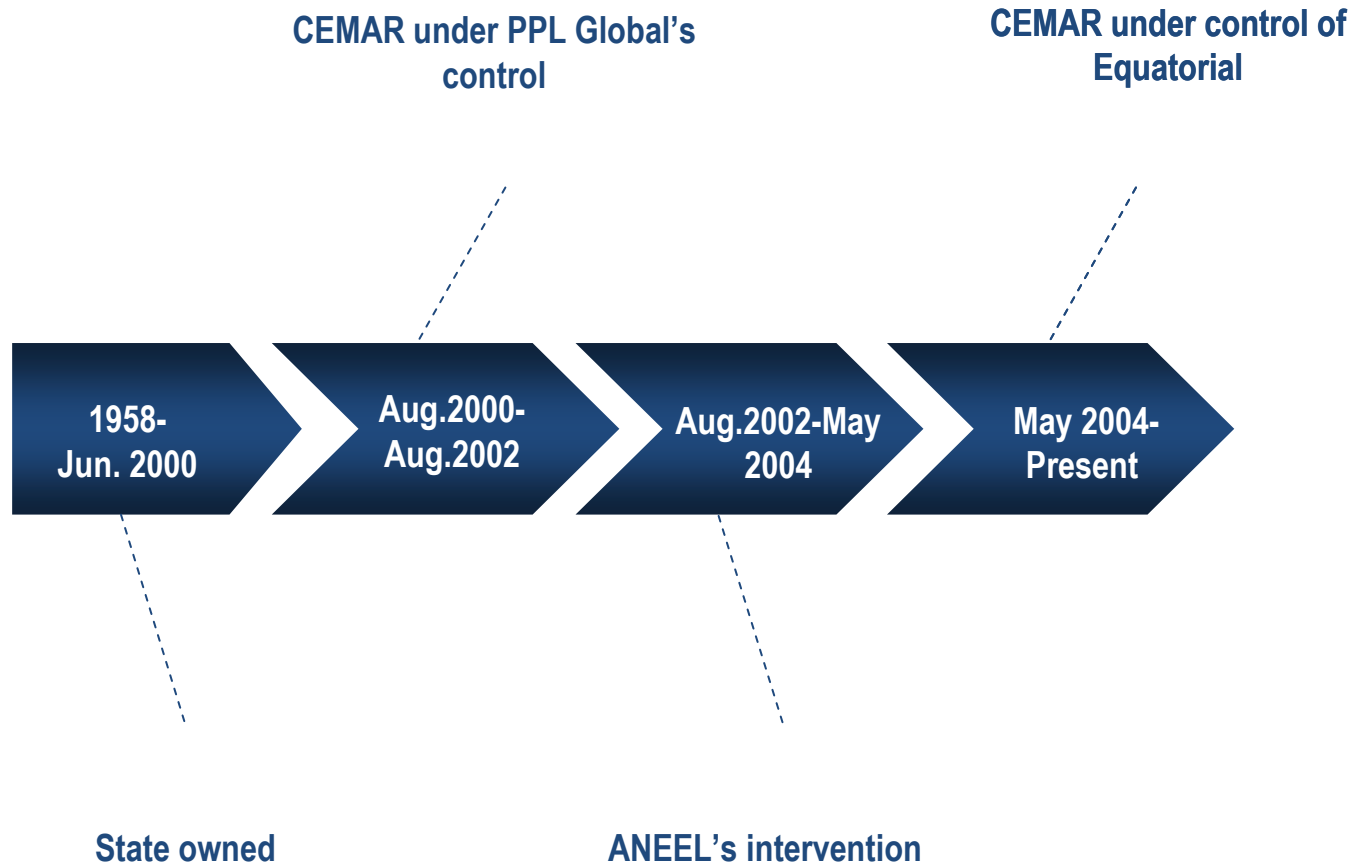 CEMAR under PPL Global’s
control
CEMAR under control of
Equatorial
1958-
Jun. 2000
Aug.2000-
Aug.2002
Aug.2002-May
2004
May 2004-
Present
State owned
ANEEL’s intervention